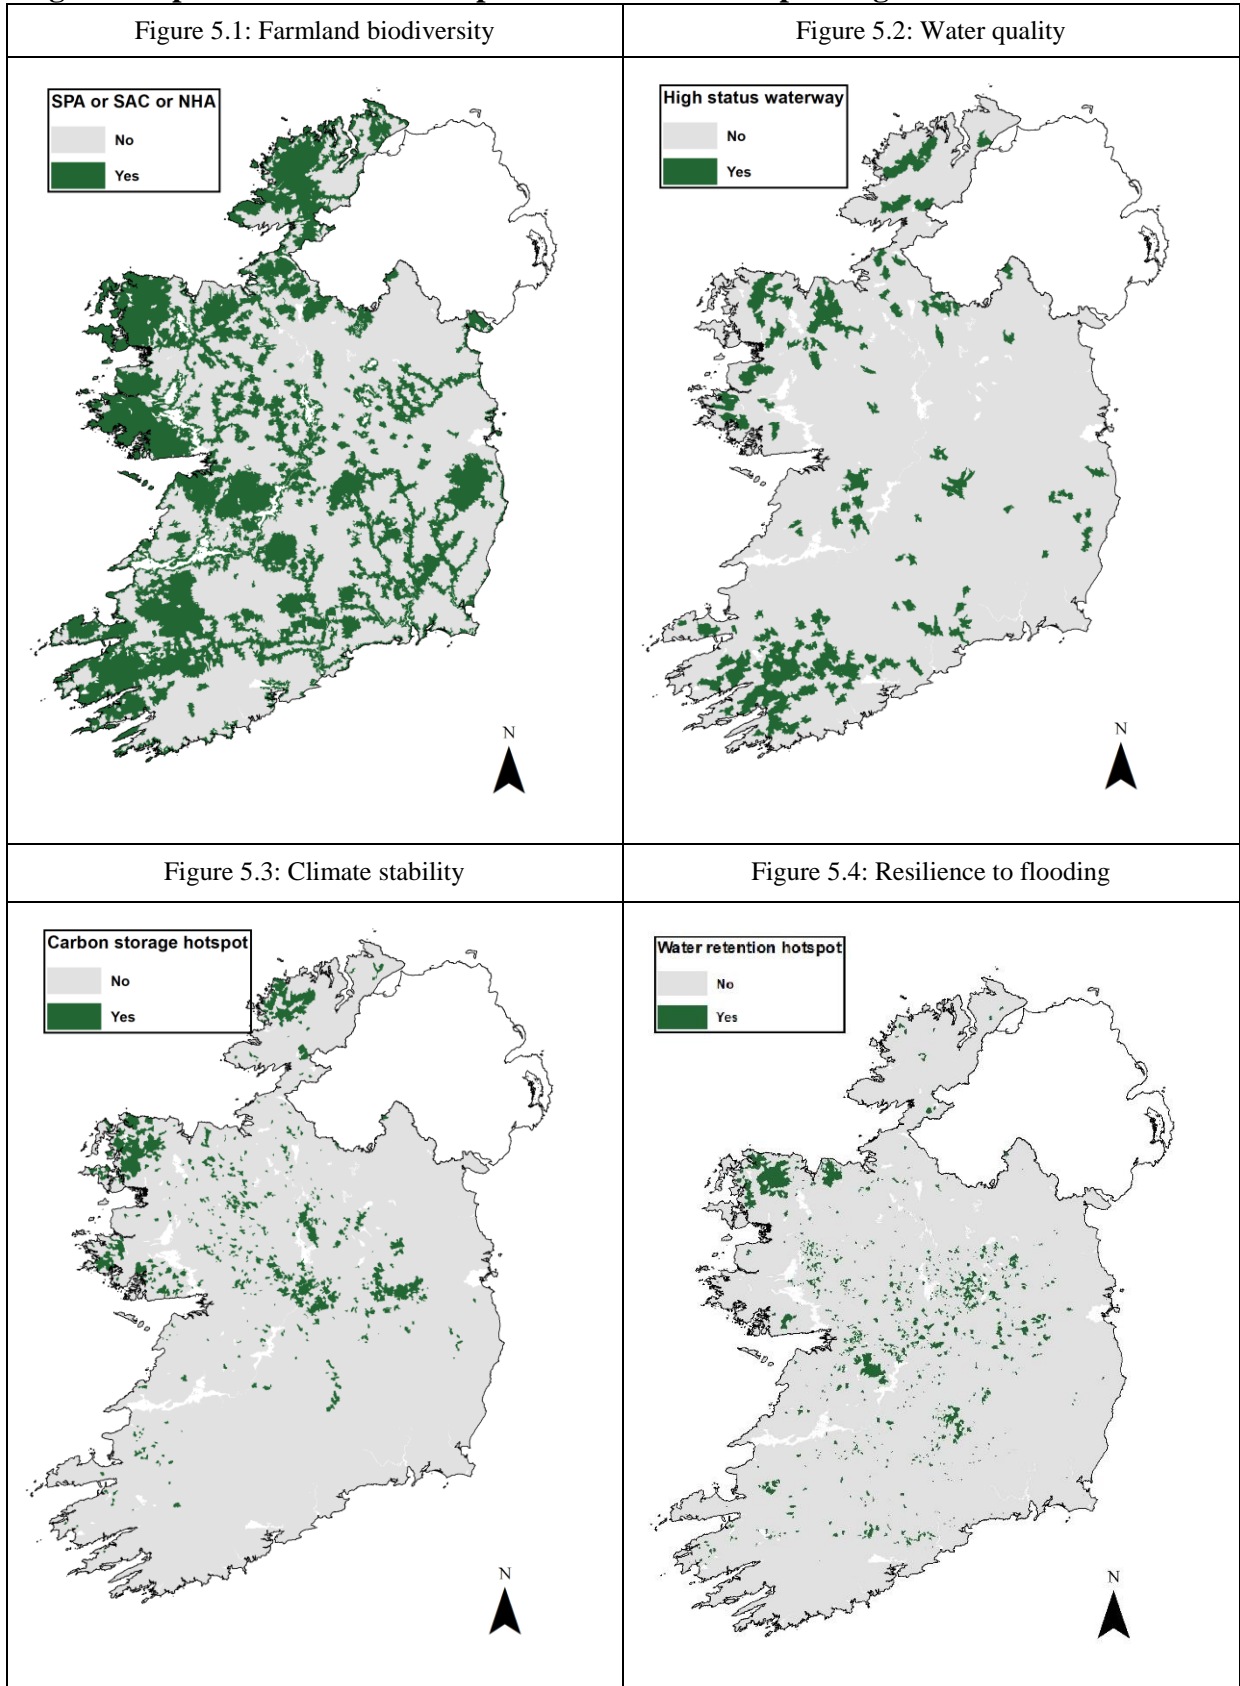 Figure 5.1: Farmland biodiversity
Figure 5.2: Water quality
SPA or SAC or NHA
No
Yes
N
High status waterway
No
Yes
N
Figure 5.3: Climate stability
Figure 5.4: Resilience to flooding
Carbon storage hotspot
No
Yes
N
Water retention hotspot
No
Yes
N